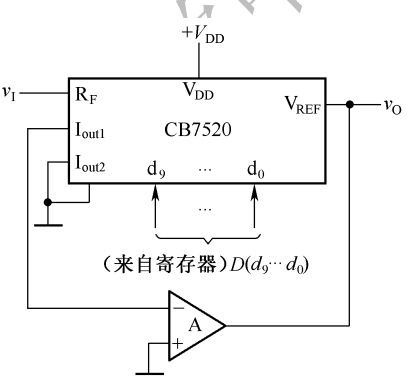 +V_DD
v_I
R_F
V_DD
V_REF
v_O
I_out1
CB7520
I_out2
d_9 … d_0
…
（来自寄存器）D(d_9…d_0)
−
A
+